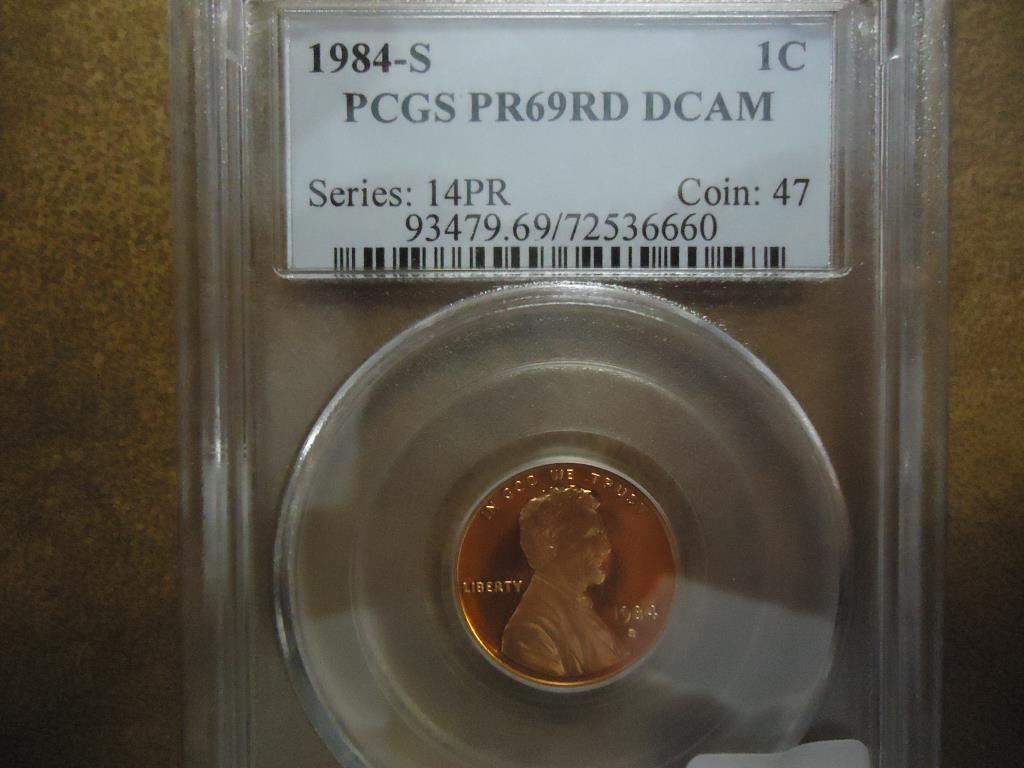 1984-S 1C
PCGS PR69RD DCAM
Series: 14PR Coin: 47
93479.69/72536660
IN GOD WE TRUST
LIBERTY
1984
S